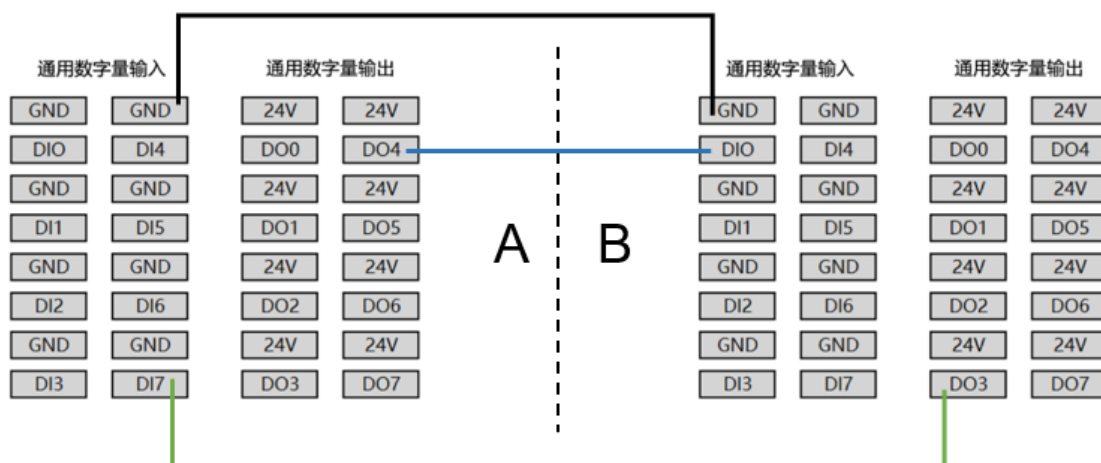 通用数字量输入 通用数字量输出 通用数字量输入 通用数字量输出
GND GND 24V 24V GND GND 24V 24V
DIO DI4 DO0 DO4 DIO DI4 DO0 DO4
GND GND 24V 24V GND GND 24V 24V
DI1 DI5 DO1 DO5 DI1 DI5 DO1 DO5
A B
GND GND 24V 24V GND GND 24V 24V
DI2 DI6 DO2 DO6 DI2 DI6 DO2 DO6
GND GND 24V 24V GND GND 24V 24V
DI3 DI7 DO3 DO7 DI3 DI7 DO3 DO7